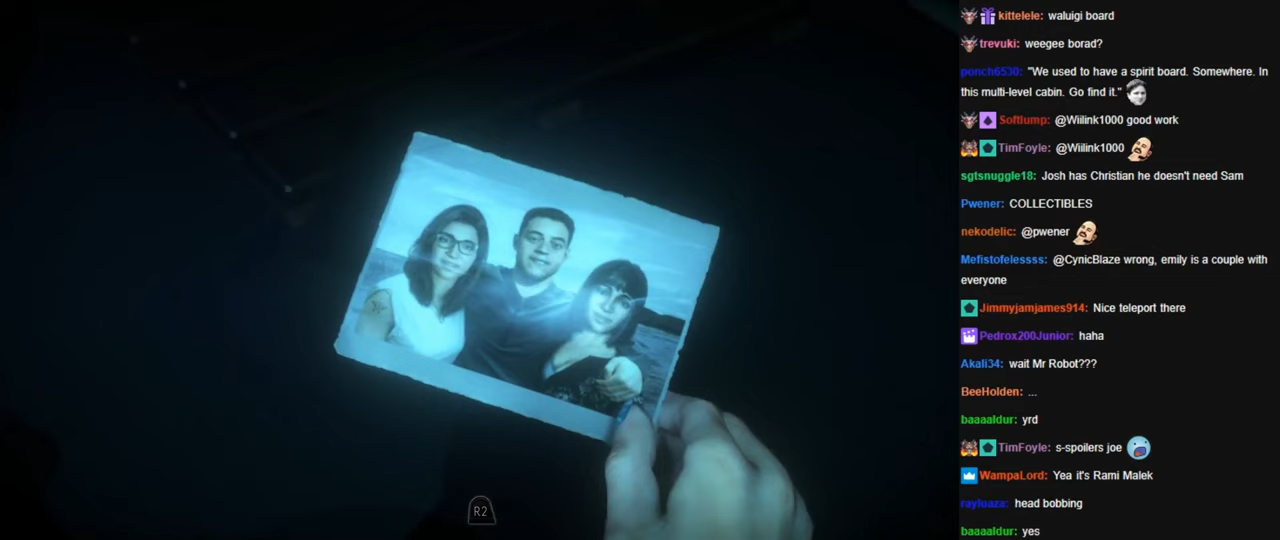 kittelele: waluigi board
trevuki: weegee borad?
ponch6530: "We used to have a spirit board. Somewhere. In
this multi-level cabin. Go find it."
Softlump: @Wiilink1000 good work
TimFoyle: @Wiilink1000
sgtsnuggle18: Josh has Christian he doesn't need Sam
Pwener: COLLECTIBLES
nekodelic: @pwener
Mefistofelessss: @CynicBlaze wrong, emily is a couple with
everyone
Jimmyjamjames914: Nice teleport there
Pedrox200Junior: haha
Akali34: wait Mr Robot???
BeeHolden: ...
baaaaldur: yrd
TimFoyle: s-spoilers joe
WampaLord: Yea it's Rami Malek
rayluaza: head bobbing
baaaaldur: yes
R2